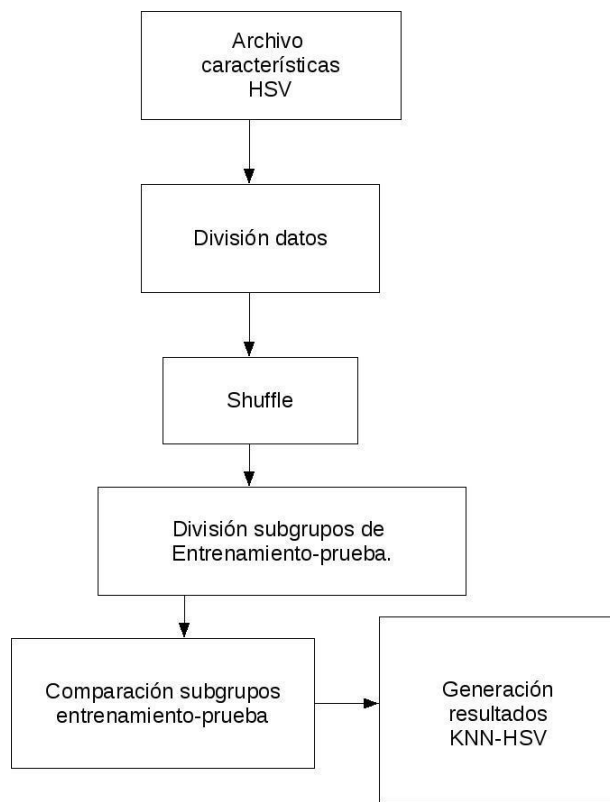 Archivo
características
HSV
División datos
Shuffle
División subgrupos de
Entrenamiento-prueba.
Comparación subgrupos
entrenamiento-prueba
Generación
resultados
KNN-HSV